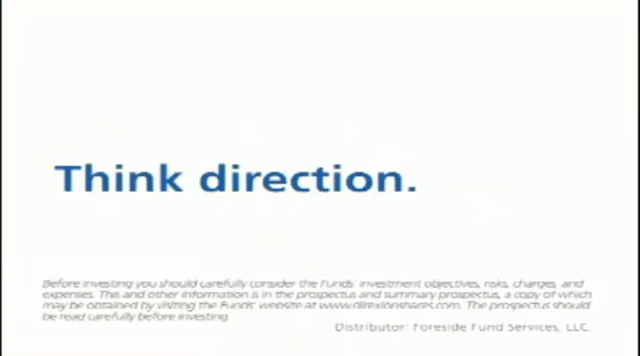 Think direction.
Before investing you should carefully consider the Funds' investment objectives, risks, charges, and
expenses. This and other information is in the prospectus and summary prospectus, a copy of which
may be obtained by visiting the Funds' website at www.direxionshares.com. The prospectus should
be read carefully before investing.
Distributor: Foreside Fund Services, LLC.